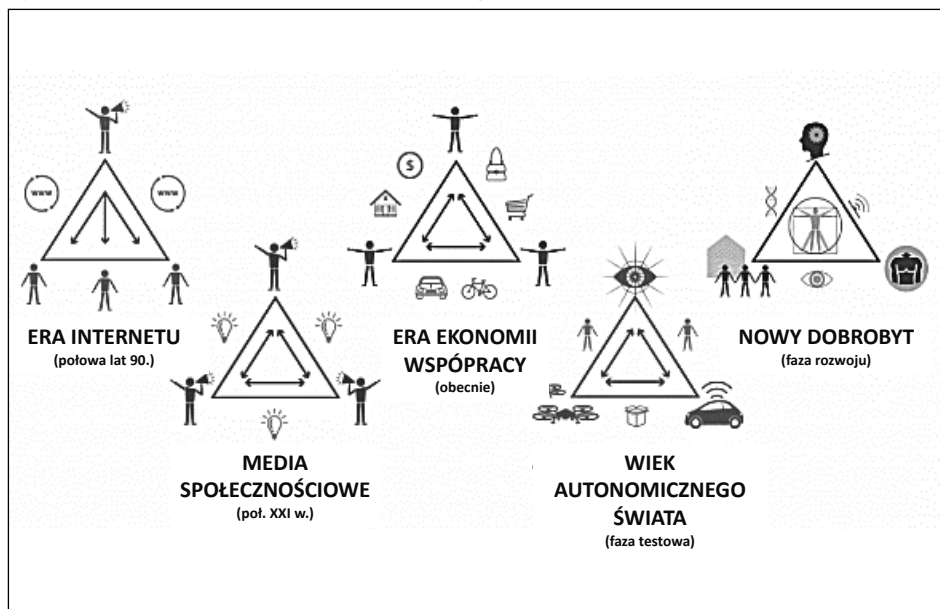 www
www
ERA INTERNETU
(połowa lat 90.)
MEDIA
SPOŁECZNOŚCIOWE
(poł. XXI w.)
$
ERA EKONOMII
WSPÓPRACY
(obecnie)
WIEK
AUTONOMICZNEGO
ŚWIATA
(faza testowa)
NOWY DOBROBYT
(faza rozwoju)